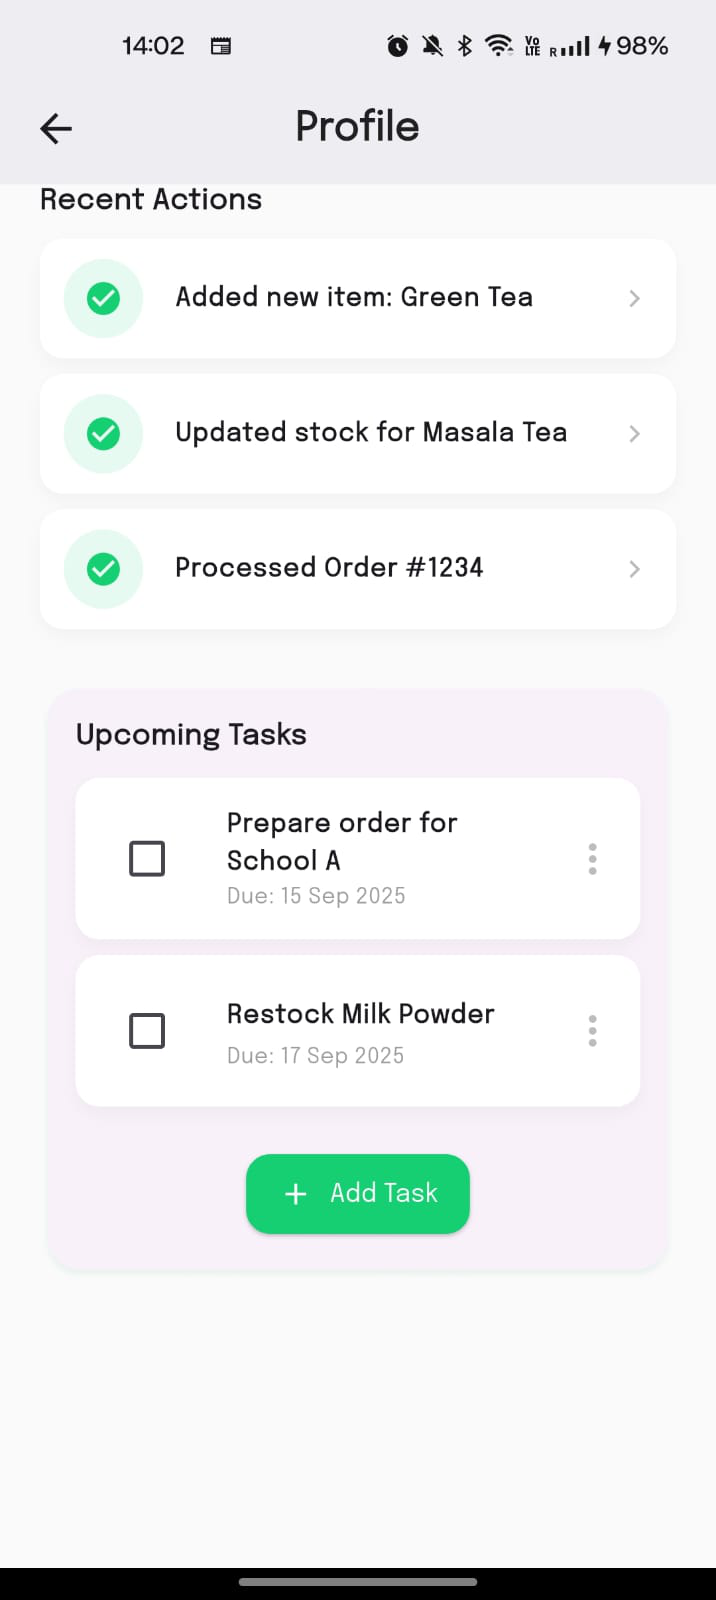 14:02
Vo LTE R 98%
Profile
Recent Actions
Added new item: Green Tea
Updated stock for Masala Tea
Processed Order #1234
Upcoming Tasks
Prepare order for
School A
Due: 15 Sep 2025
Restock Milk Powder
Due: 17 Sep 2025
+ Add Task